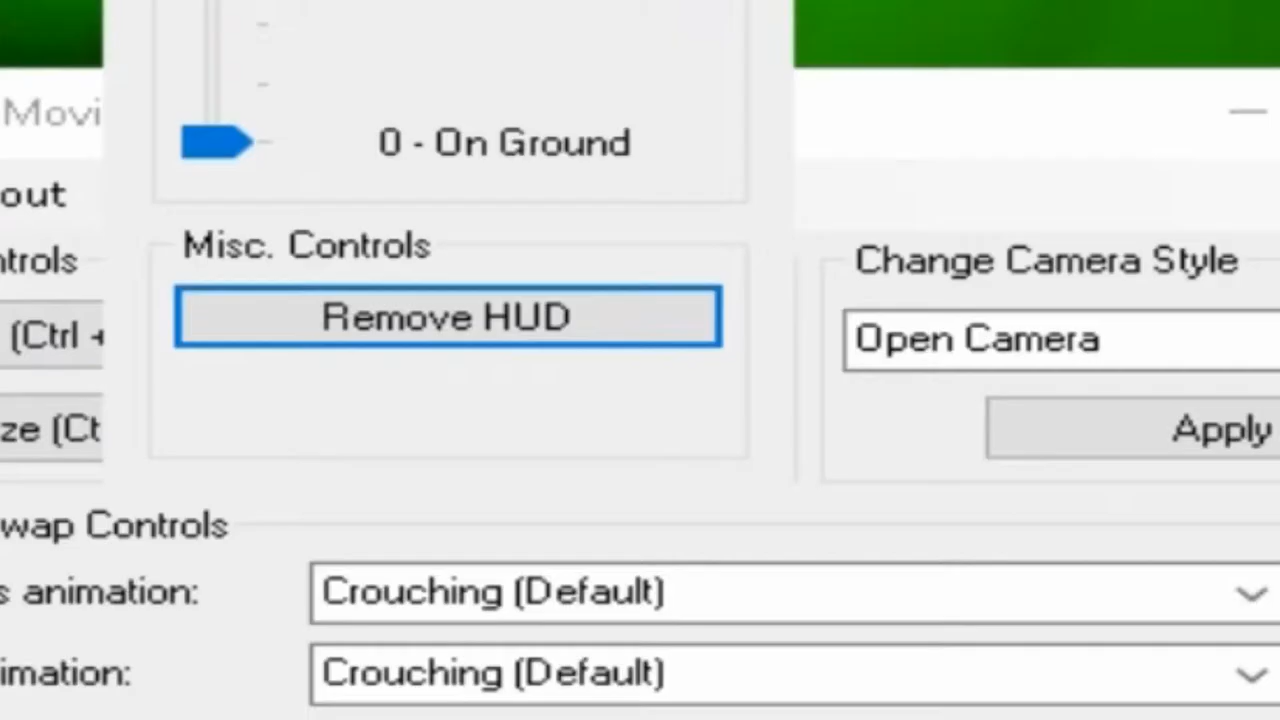 Movi
0 - On Ground
out
Misc. Controls
ntrols
Change Camera Style
Remove HUD
(Ctrl +
Open Camera
ze (Ct
Apply
wap Controls
s animation:
Crouching (Default)
imation:
Crouching (Default)